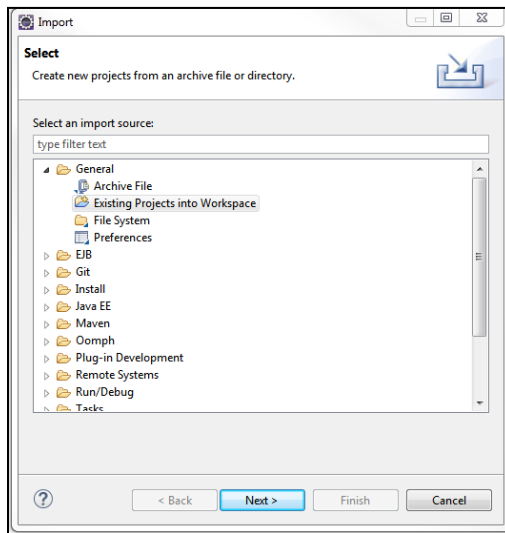 Import
Select
Create new projects from an archive file or directory.
Select an import source:
type filter text
General
Archive File
Existing Projects into Workspace
File System
Preferences
EJB
Git
Install
Java EE
Maven
Oomph
Plug-in Development
Remote Systems
Run/Debug
Tasks
?
< Back
Next >
Finish
Cancel